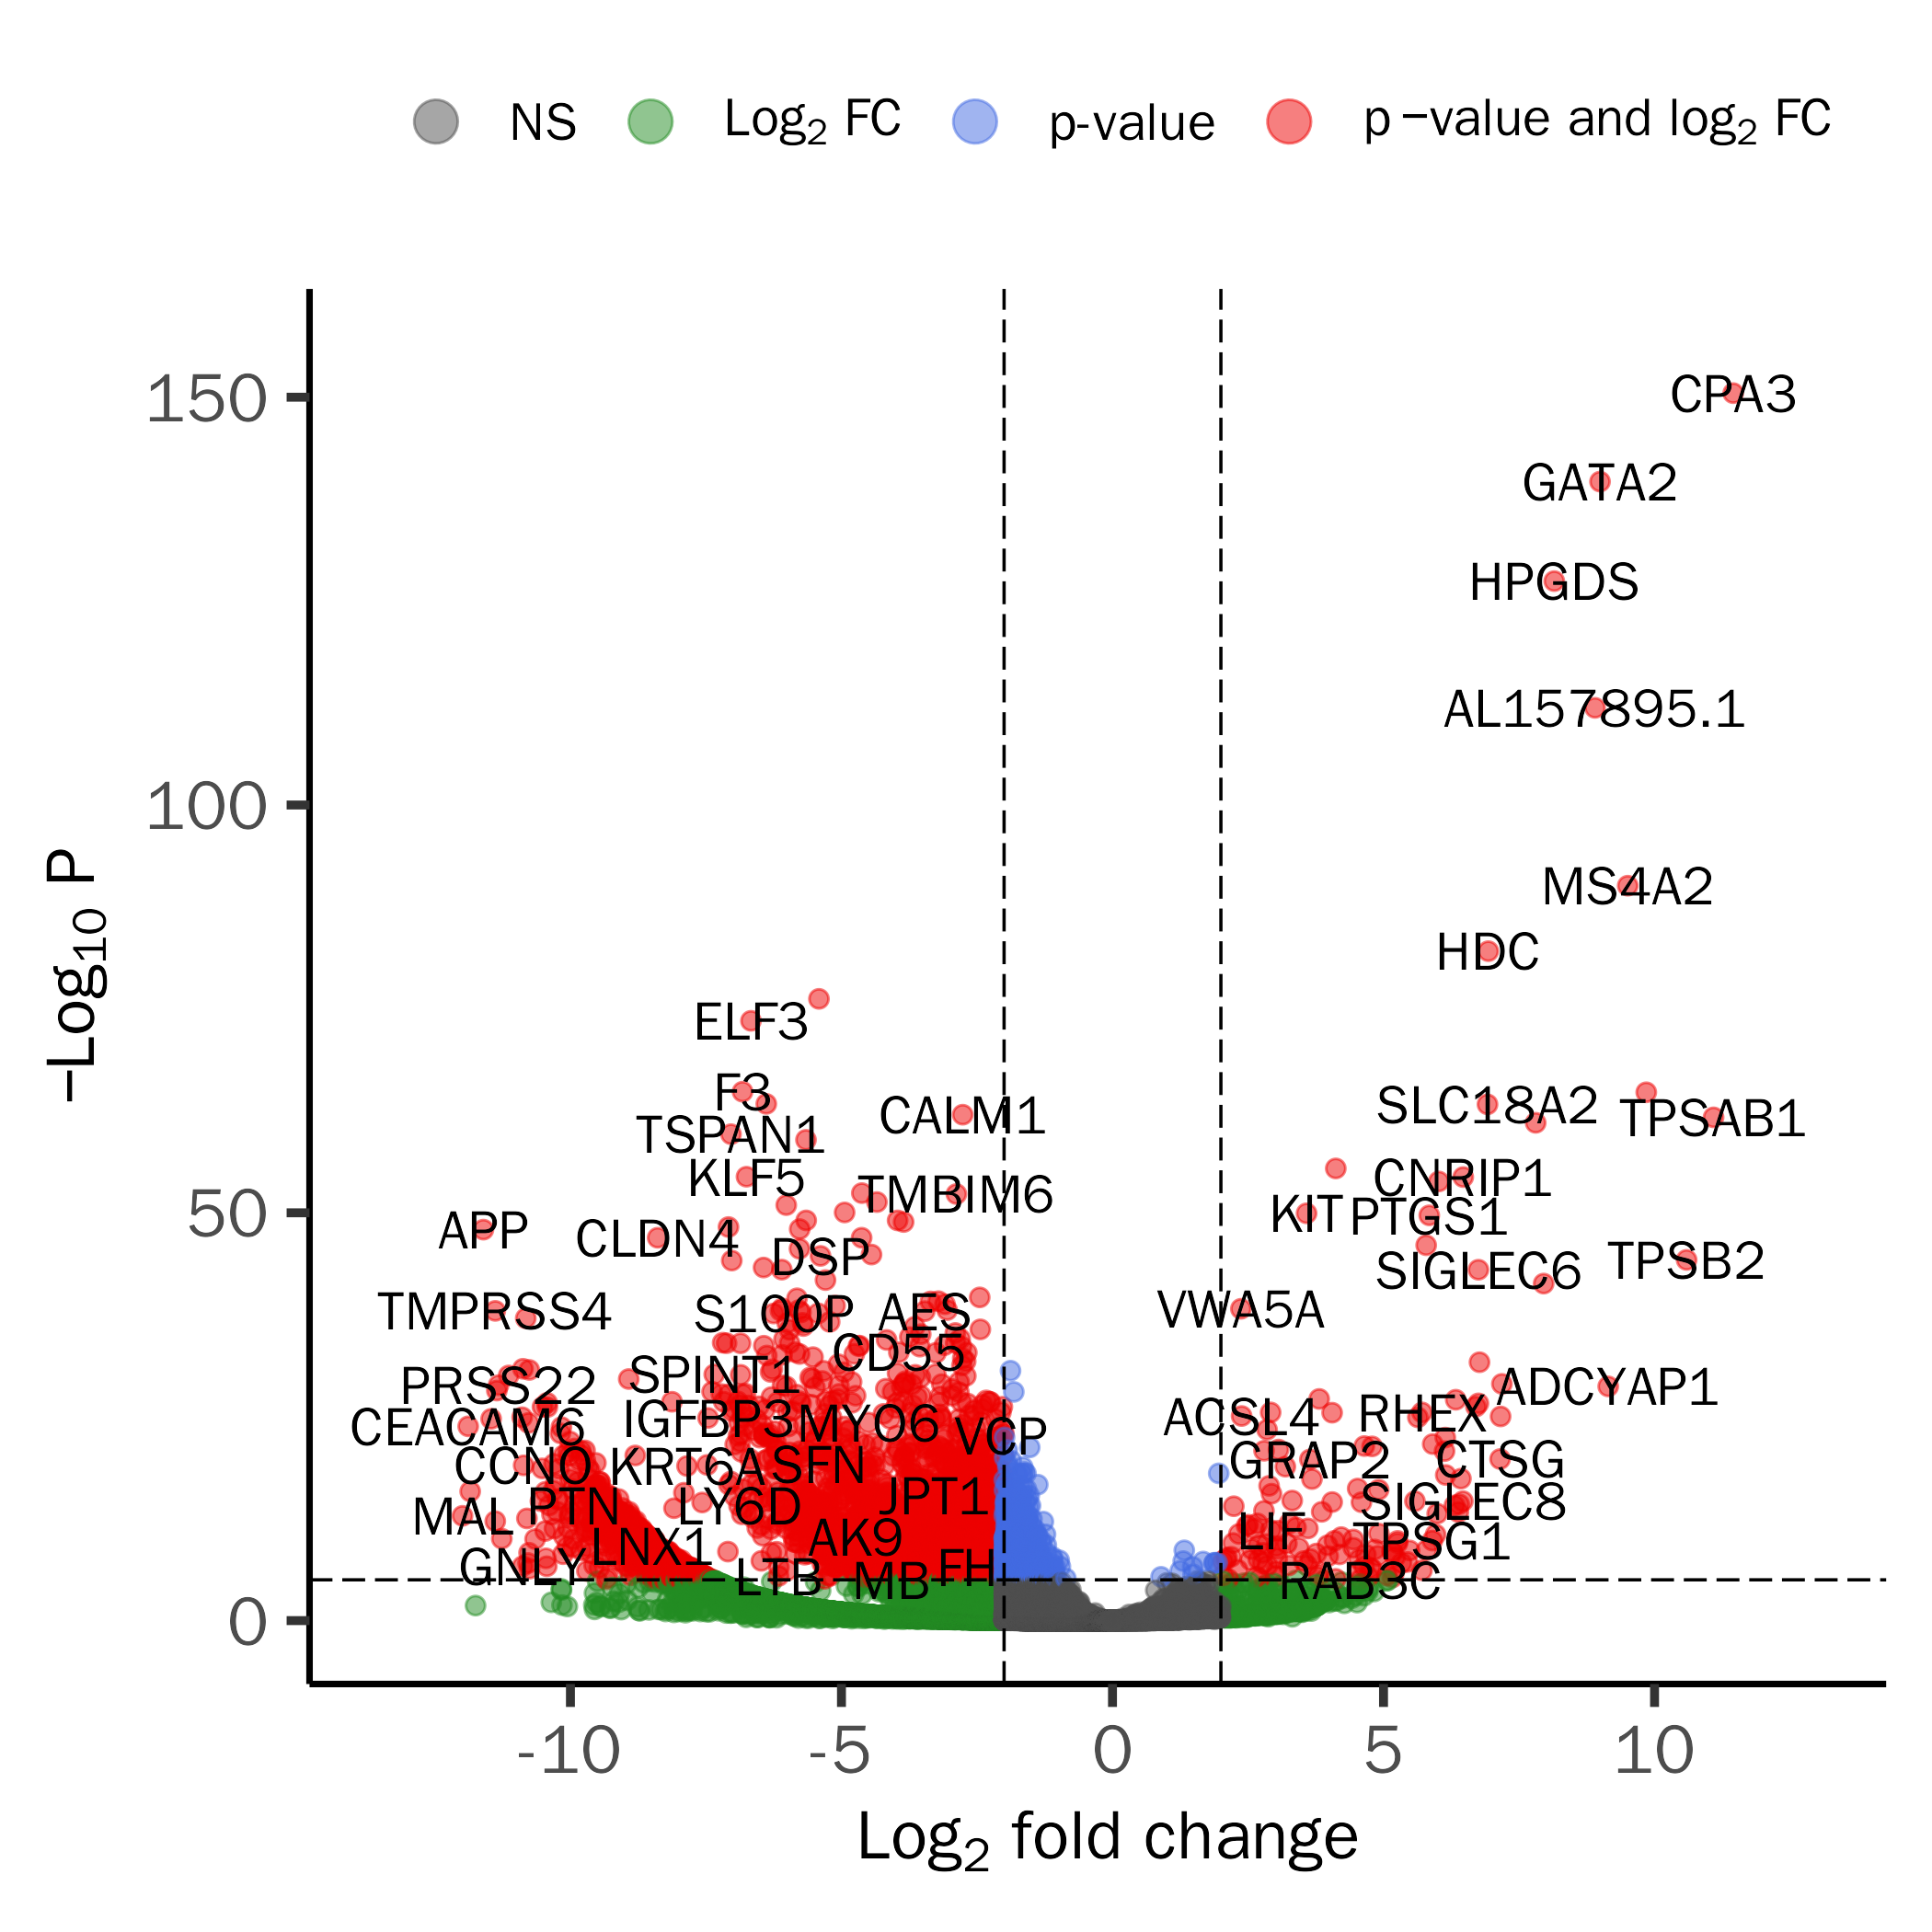 NS Log2 FC p-value p −value and log2 FC
150
100
50
0
−Log10 P
CPA3
GATA2
HPGDS
AL157895.1
MS4A2
HDC
ELF3
F3
CALM1
SLC18A2
TPSAB1
TSPAN1
KLF5
TMBIM6
CNRIP1
APP
CLDN4
DSP
KIT
PTGS1
SIGLEC6
TPSB2
TMPRSS4
S100P
AES
VWA5A
CD55
PRSS22
SPINT1
ADCYAP1
CEACAM6
IGFBP3
MYO6
VCP
ACSL4
RHEX
CCNO
KRT6A
SFN
GRAP2
CTSG
MAL
PTN
LY6D
JPT1
SIGLEC8
LNX1
AK9
LIF
TPSG1
GNLY
LTB
MB
FH
RAB3C
-10 -5 0 5 10
Log2 fold change